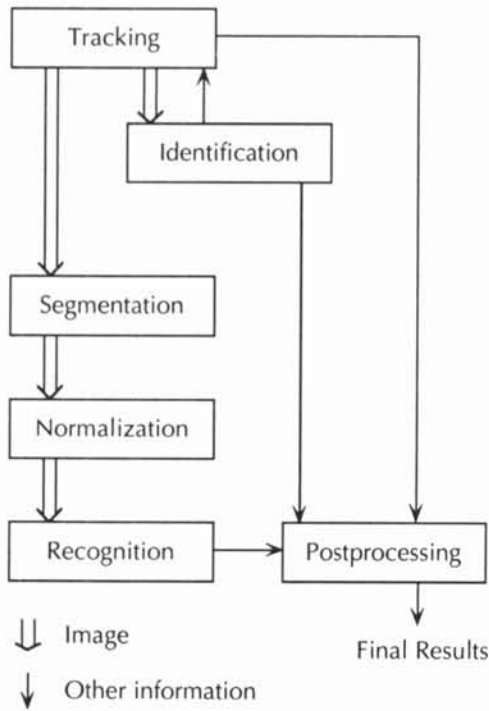 Tracking
Identification
Segmentation
Normalization
Recognition
Postprocessing
Image
Final Results
Other information